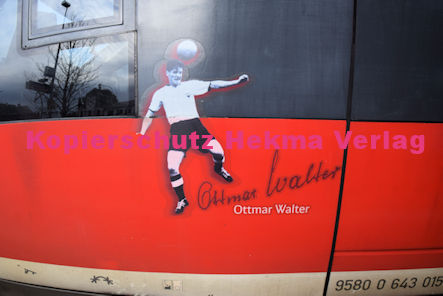 Kopierschutz Hekma Verlag
Ottmar Walter
Ottmar Walter
9580 0 643 015